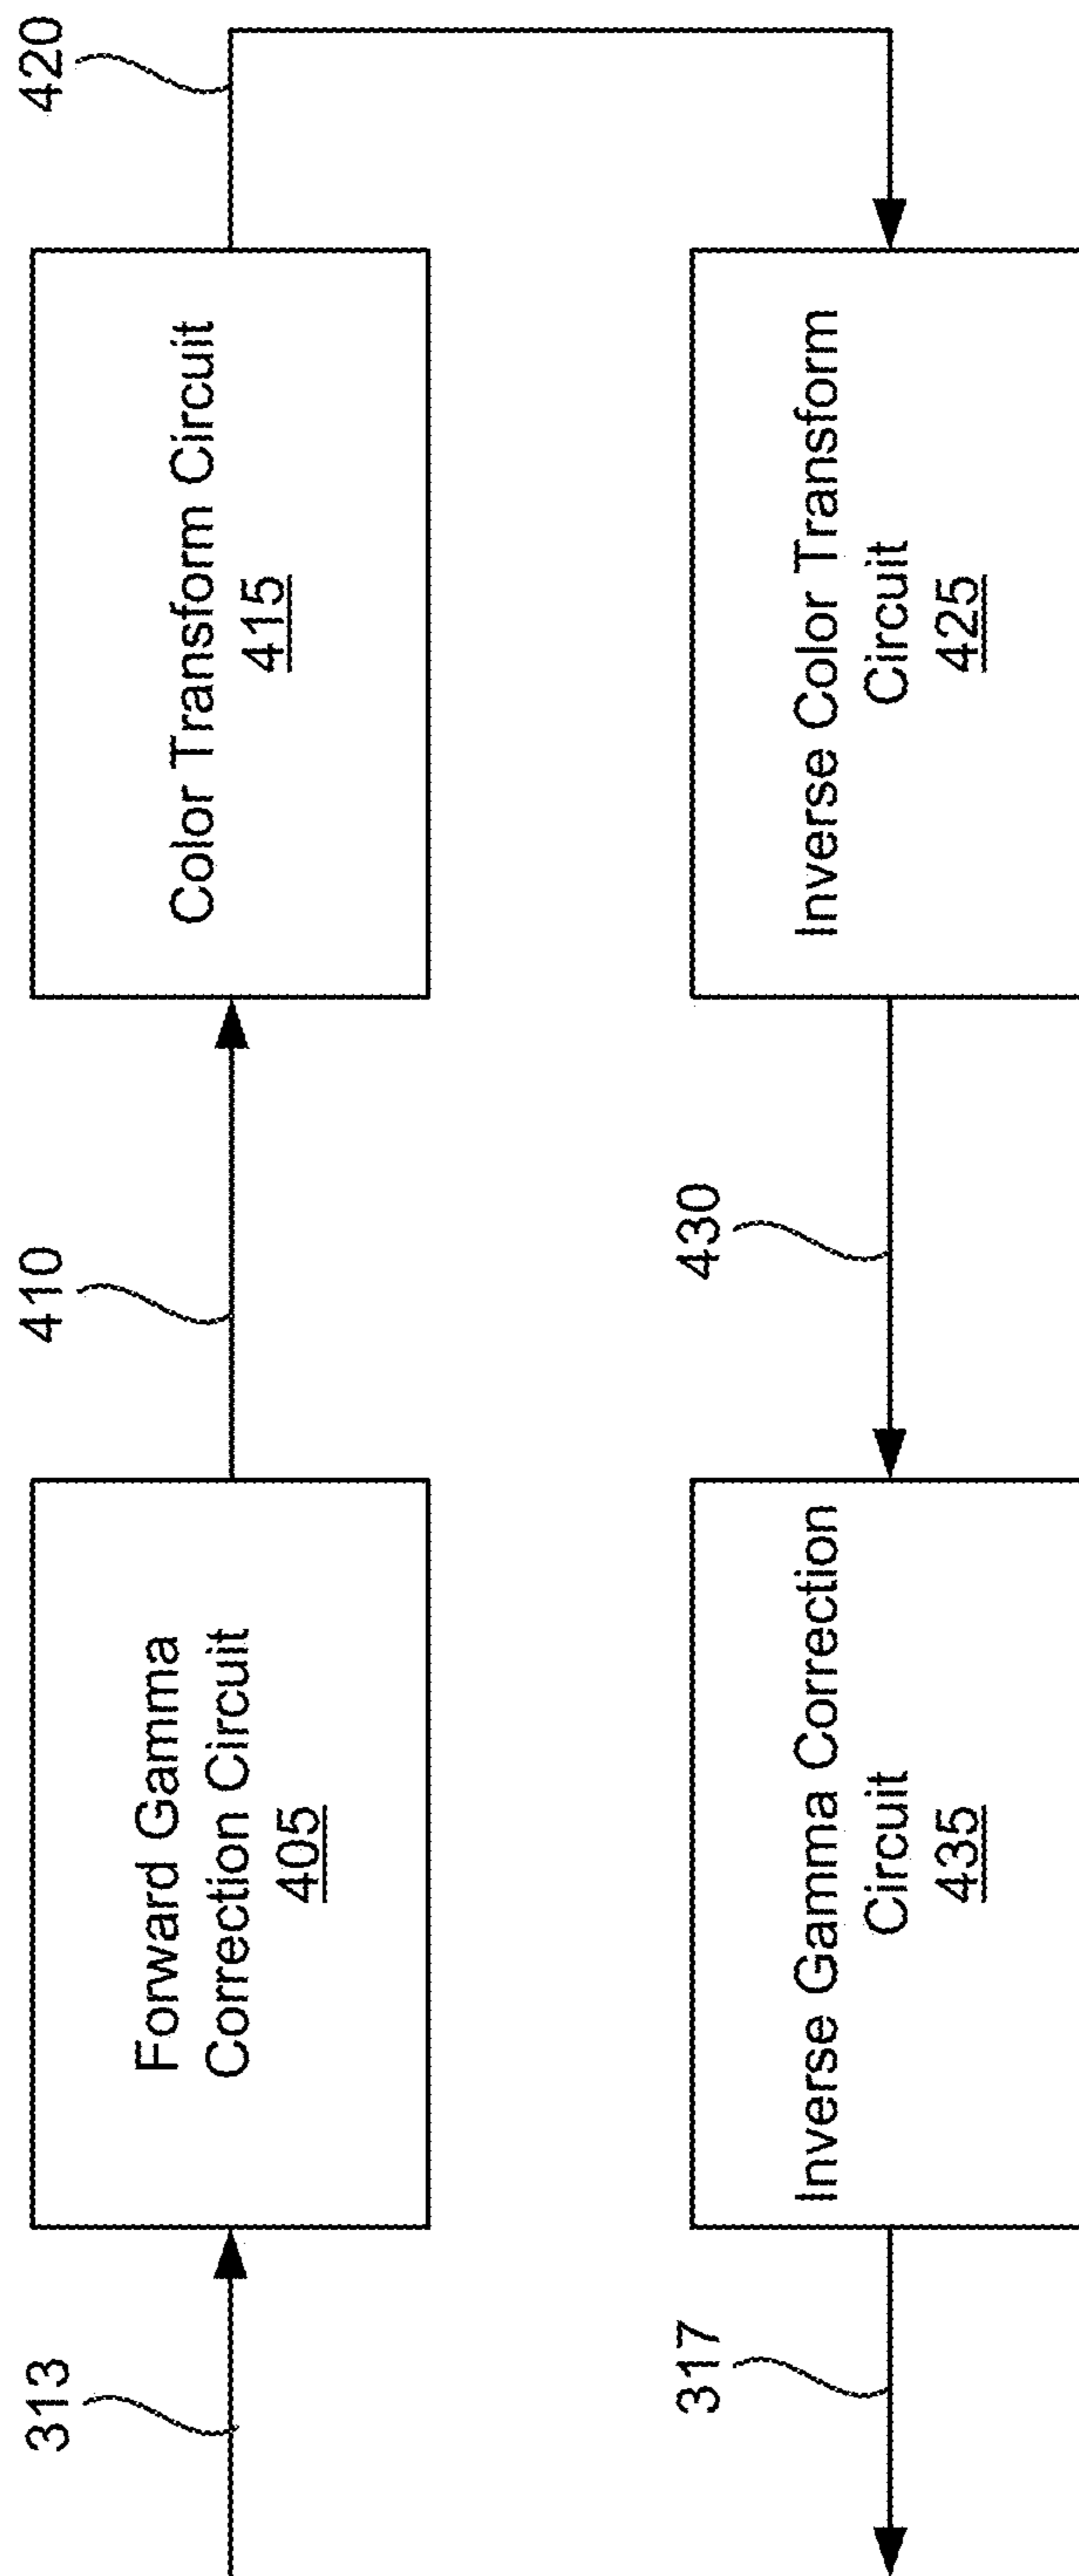 313
Forward Gamma
Correction Circuit
405
410
Color Transform Circuit
415
420
317
Inverse Gamma Correction
Circuit
435
430
Inverse Color Transform
Circuit
425